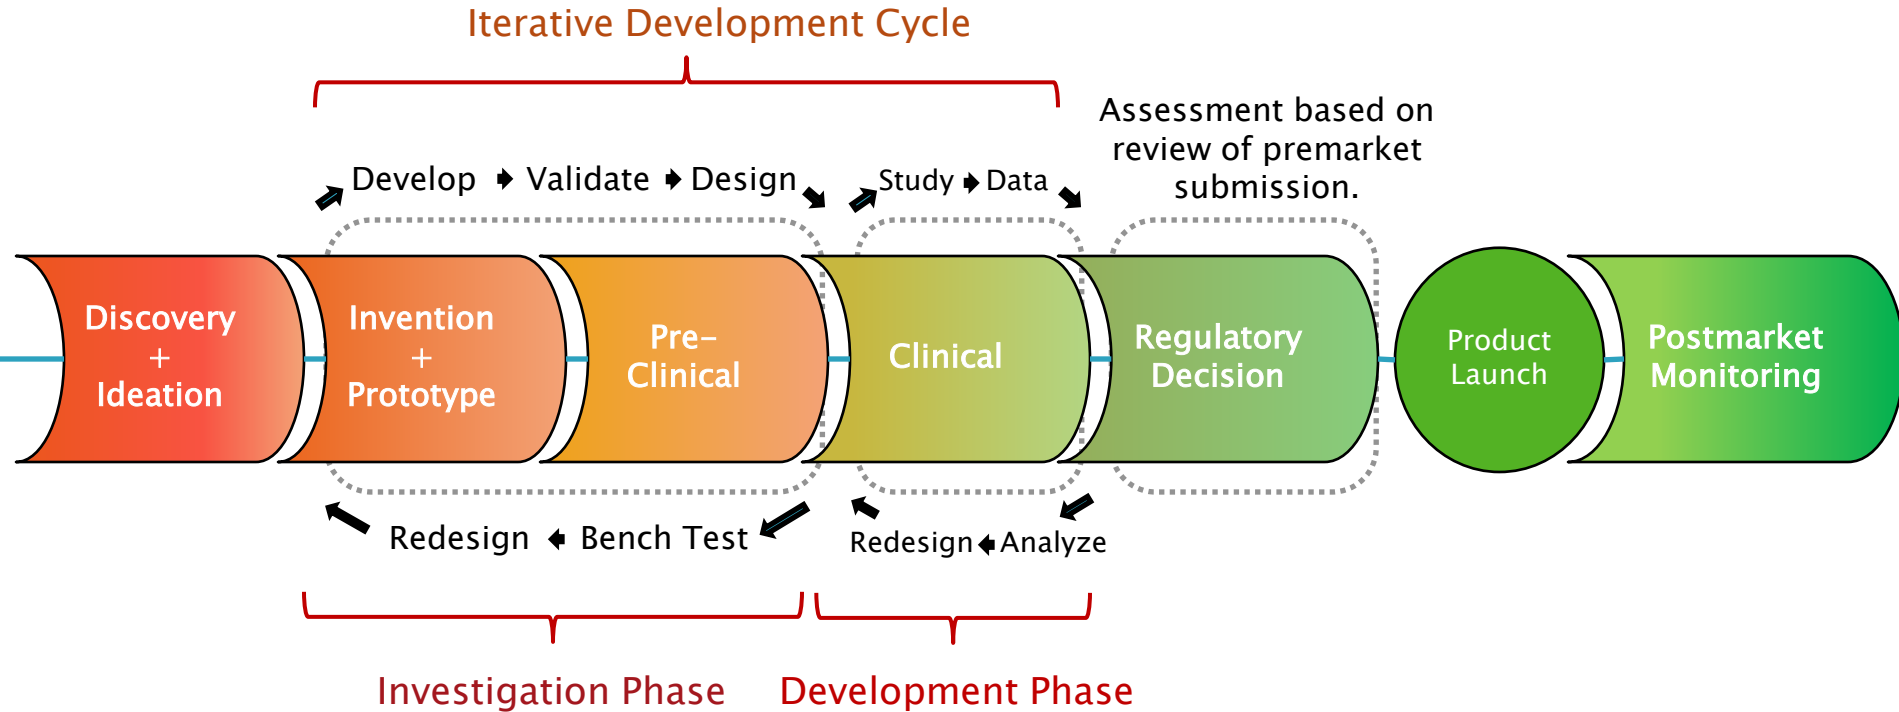 Iterative Development Cycle
Assessment based on
review of premarket
submission.
Develop Validate Design
Study Data
Discovery
+
Ideation
Invention
+
Prototype
Pre-
Clinical
Clinical
Regulatory
Decision
Product
Launch
Postmarket
Monitoring
Redesign Bench Test
Redesign Analyze
Investigation Phase
Development Phase